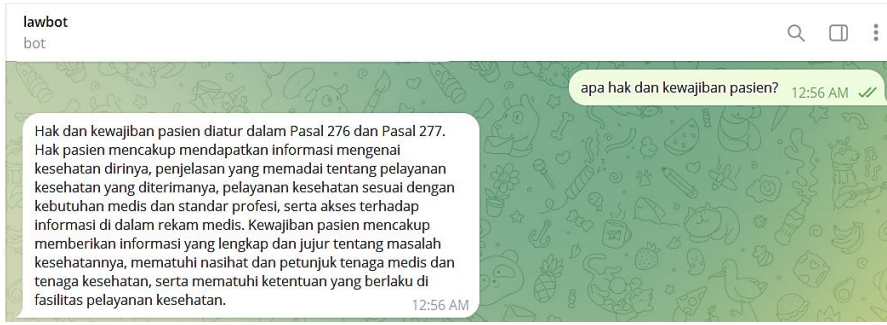 lawbot
bot
apa hak dan kewajiban pasien?
12:56 AM
Hak dan kewajiban pasien diatur dalam Pasal 276 dan Pasal 277.
Hak pasien mencakup mendapatkan informasi mengenai
kesehatan dirinya, penjelasan yang memadai tentang pelayanan
kesehatan yang diterimanya, pelayanan kesehatan sesuai dengan
kebutuhan medis dan standar profesi, serta akses terhadap
informasi di dalam rekam medis. Kewajiban pasien mencakup
memberikan informasi yang lengkap dan jujur tentang masalah
kesehatannya, mematuhi nasihat dan petunjuk tenaga medis dan
tenaga kesehatan, serta mematuhi ketentuan yang berlaku di
fasilitas pelayanan kesehatan.
12:56 AM